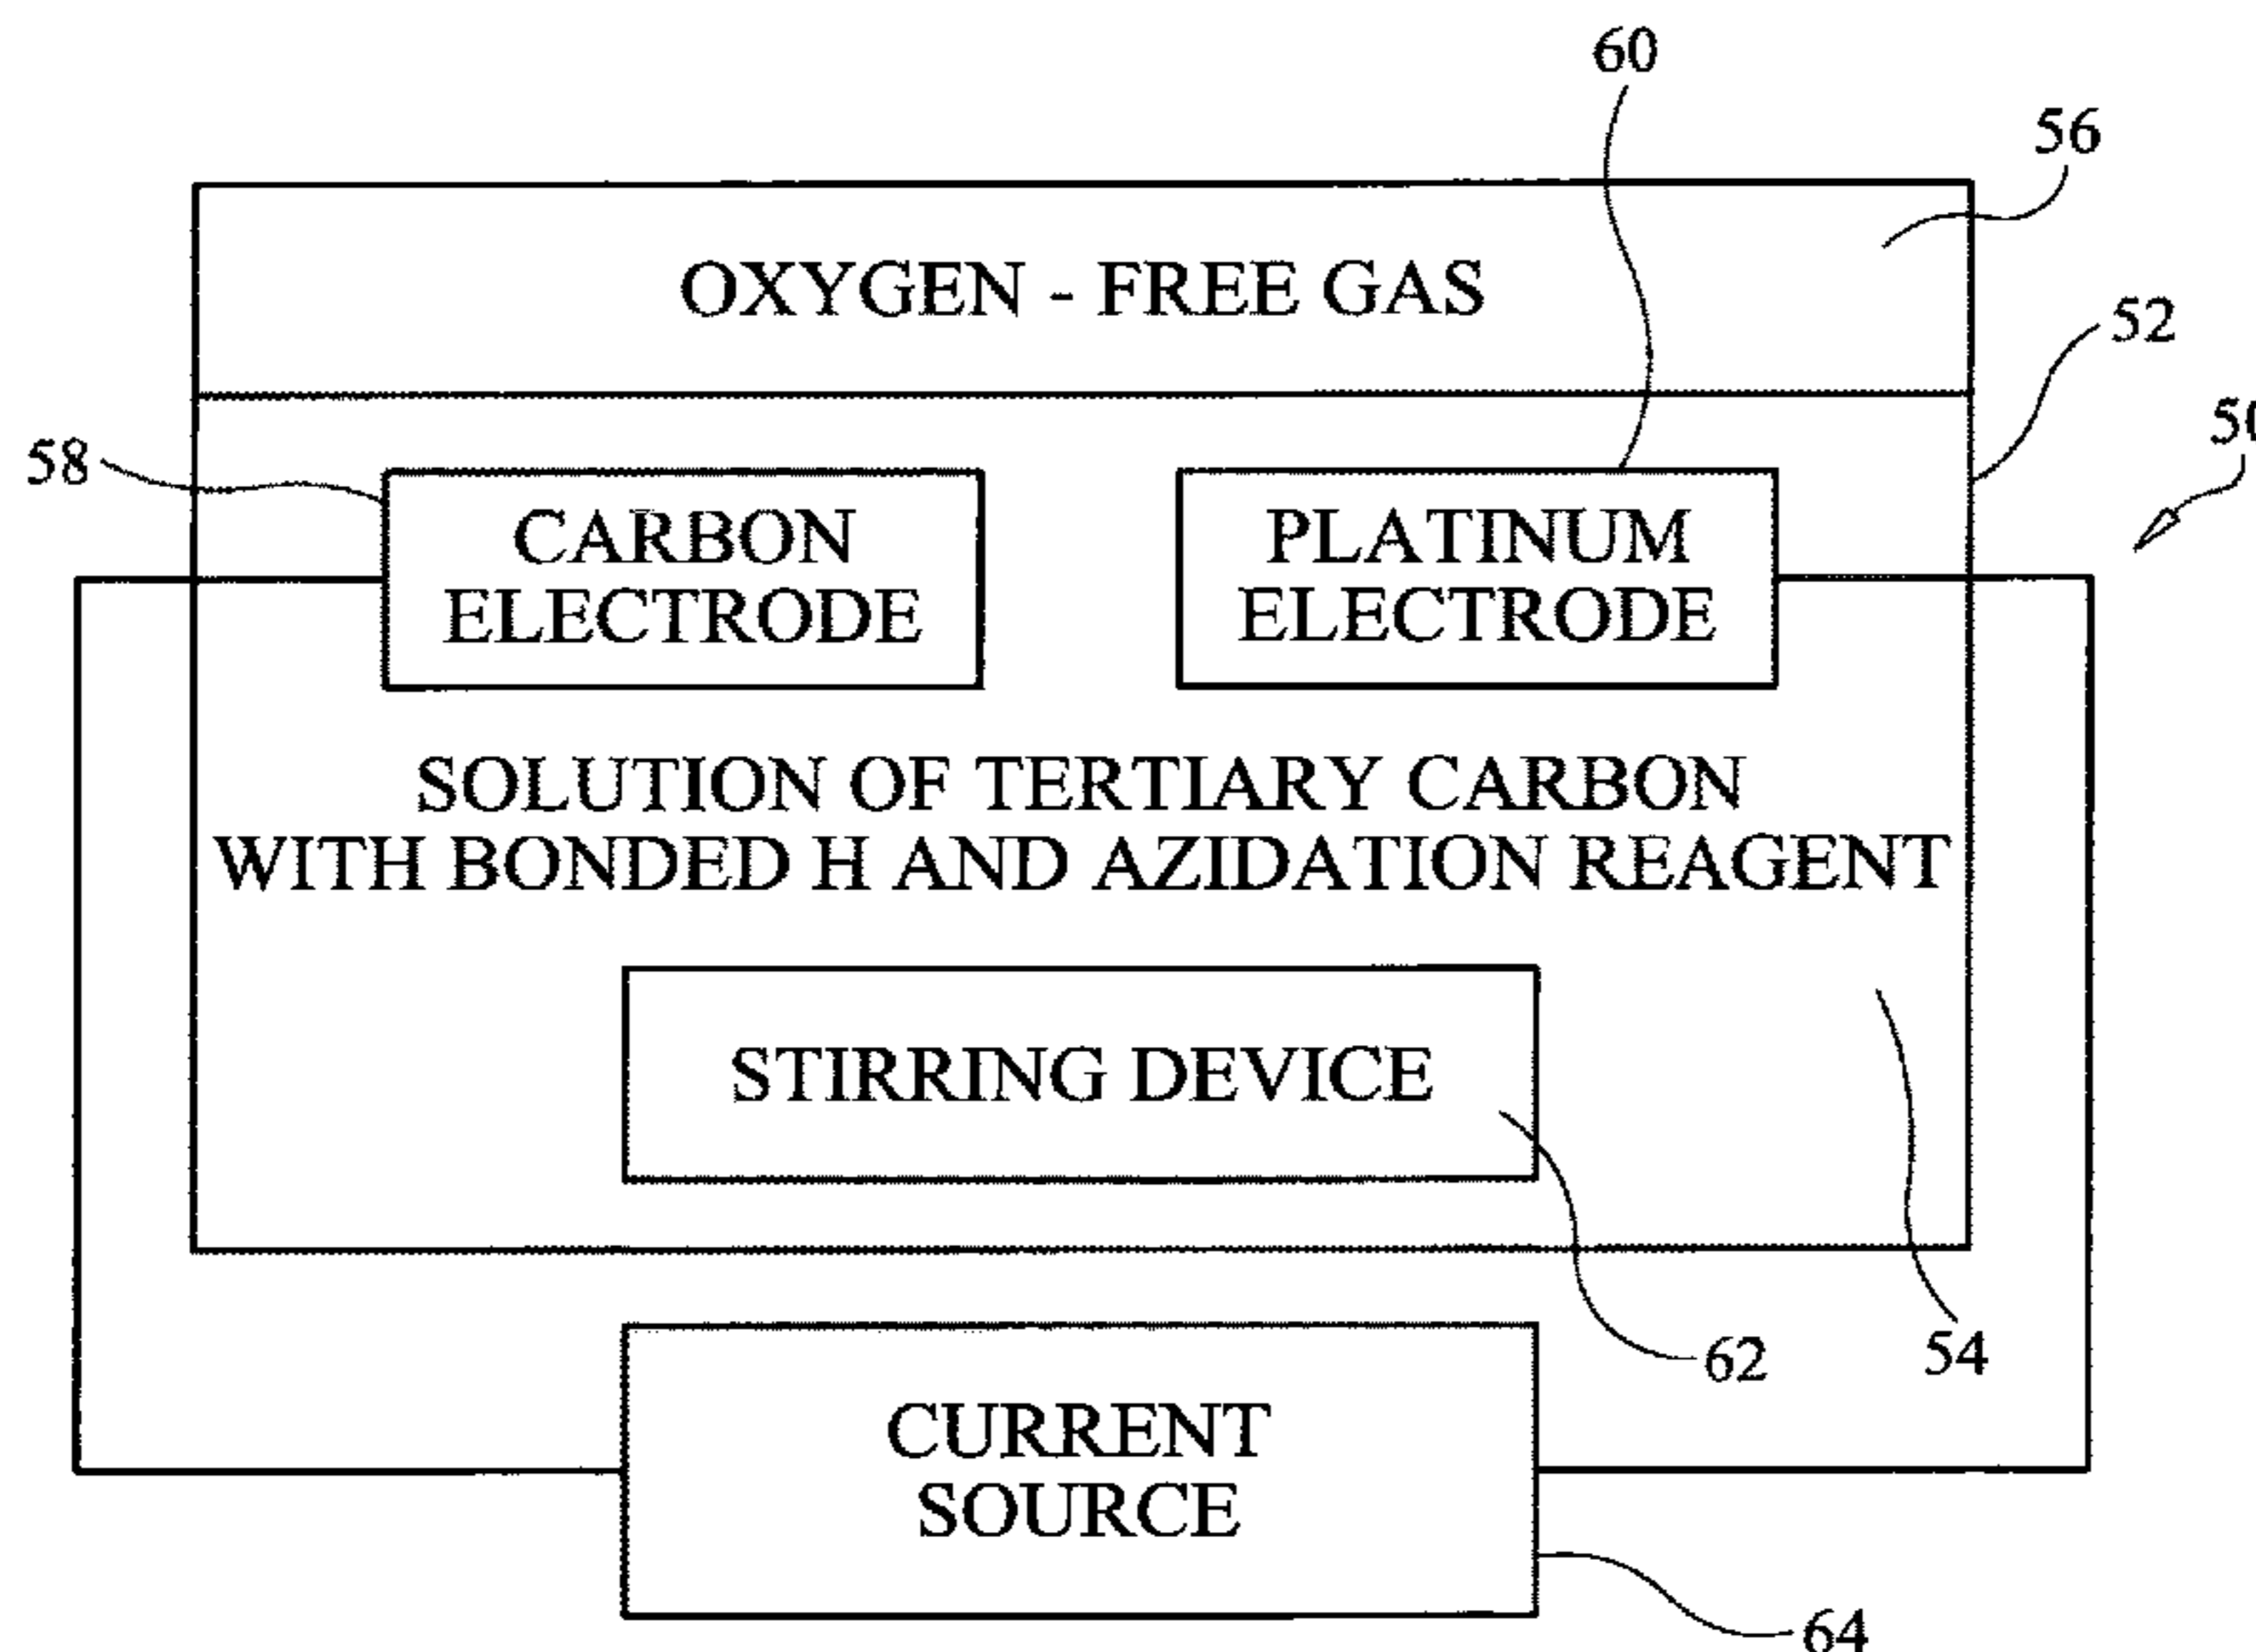 60
56
OXYGEN - FREE GAS
52
50
58
CARBON
ELECTRODE
PLATINUM
ELECTRODE
SOLUTION OF TERTIARY CARBON
WITH BONDED H AND AZIDATION REAGENT
STIRRING DEVICE
62
54
CURRENT
SOURCE
64